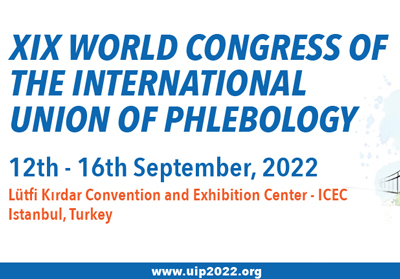 XIX WORLD CONGRESS OF
THE INTERNATIONAL
UNION OF PHLEBOLOGY
12th - 16th September, 2022
Lütfi Kırdar Convention and Exhibition Center - ICEC
Istanbul, Turkey
www.uip2022.org